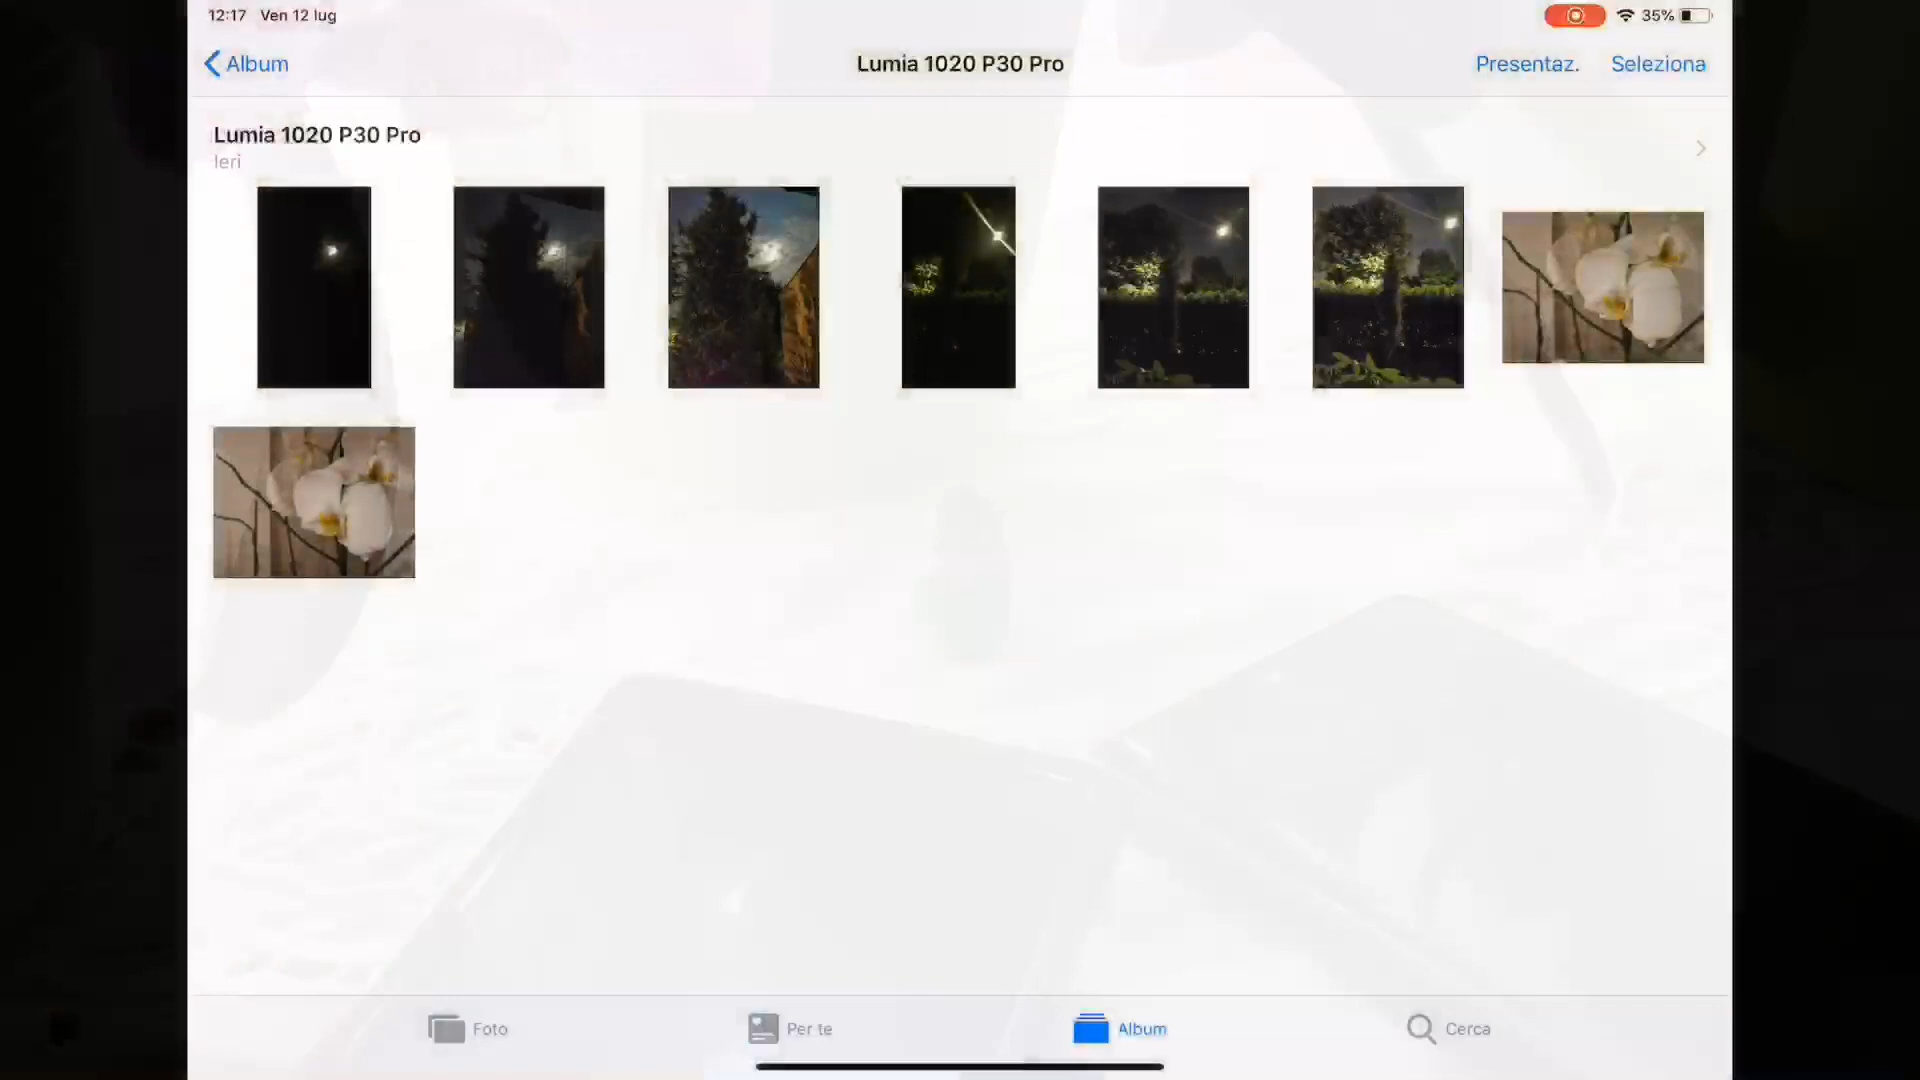 12:17 Ven 12 lug
35%
Album
Lumia 1020 P30 Pro
Presentaz.
Seleziona
Lumia 1020 P30 Pro
Ieri
Foto
Per te
Album
Cerca